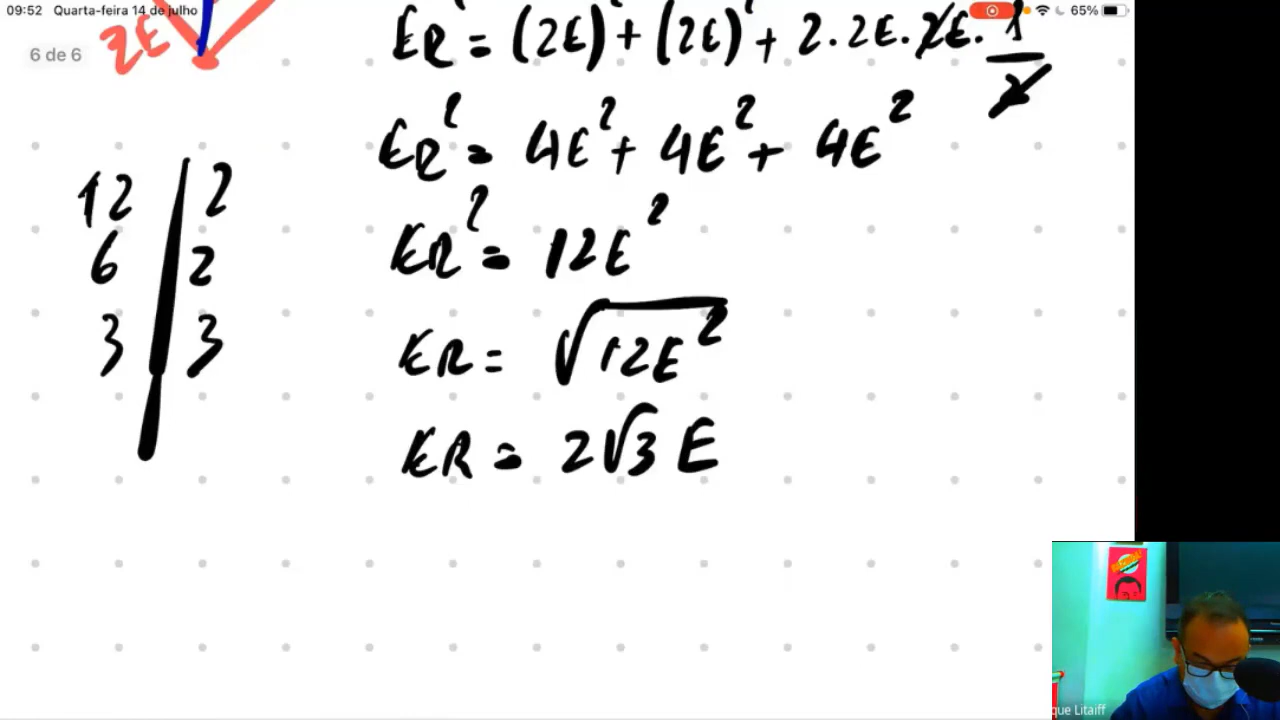 09:52 Quarta-feira 14 de julho 65%
6 de 6
2E
ER² = (2E)² + (2E)² + 2 · 2E · 2E · 1/2
ER² = 4E² + 4E² + 4E²
12 | 2
6 | 2
3 | 3
ER² = 12E²
ER = √12E²
ER = 2√3 E
que Litaiff